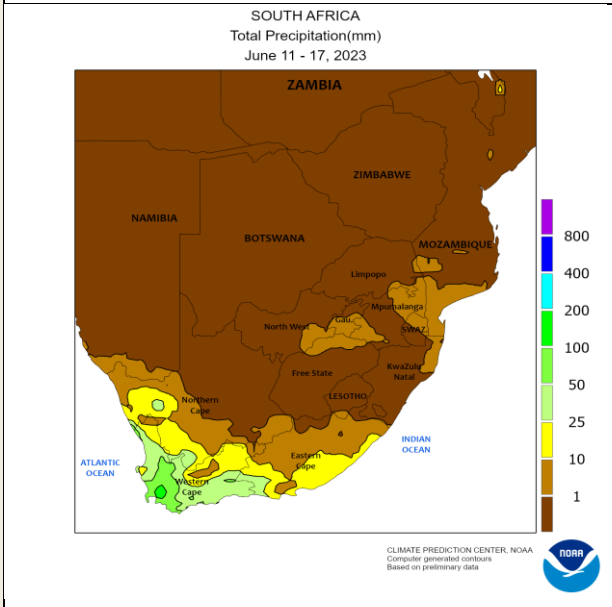 SOUTH AFRICA
Total Precipitation(mm)
June 11 - 17, 2023
ZAMBIA
ZIMBABWE
NAMIBIA
BOTSWANA
MOZAMBIQUE
Limpopo
Mpumalanga
Gau.
North West
SWAZ.
Free State
KwaZulu
Natal
LESOTHO
Northern
Cape
INDIAN
OCEAN
Eastern
Cape
ATLANTIC
OCEAN
Western
Cape
800
400
200
100
50
25
10
1
CLIMATE PREDICTION CENTER, NOAA
Computer generated contours
Based on preliminary data
NOAA